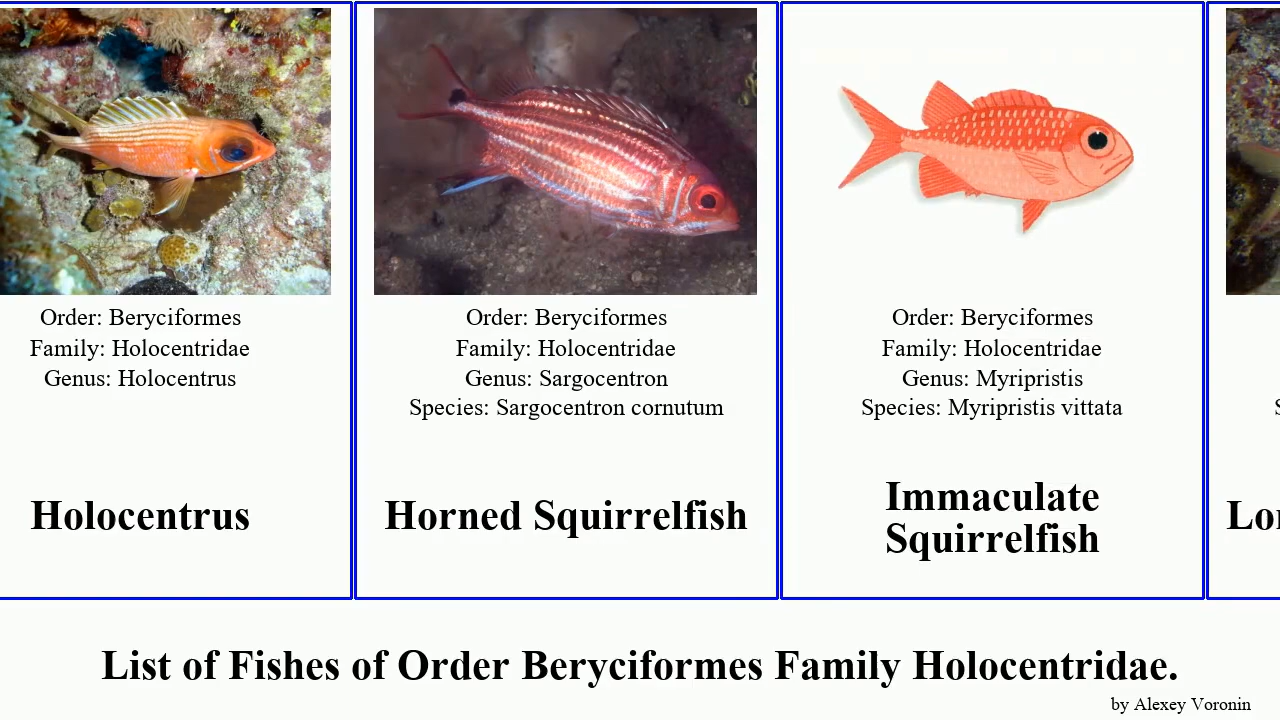 Order: Beryciformes
Family: Holocentridae
Genus: Holocentrus
Holocentrus
Order: Beryciformes
Family: Holocentridae
Genus: Sargocentron
Species: Sargocentron cornutum
Horned Squirrelfish
Order: Beryciformes
Family: Holocentridae
Genus: Myripristis
Species: Myripristis vittata
Immaculate
Squirrelfish
List of Fishes of Order Beryciformes Family Holocentridae.
by Alexey Voronin